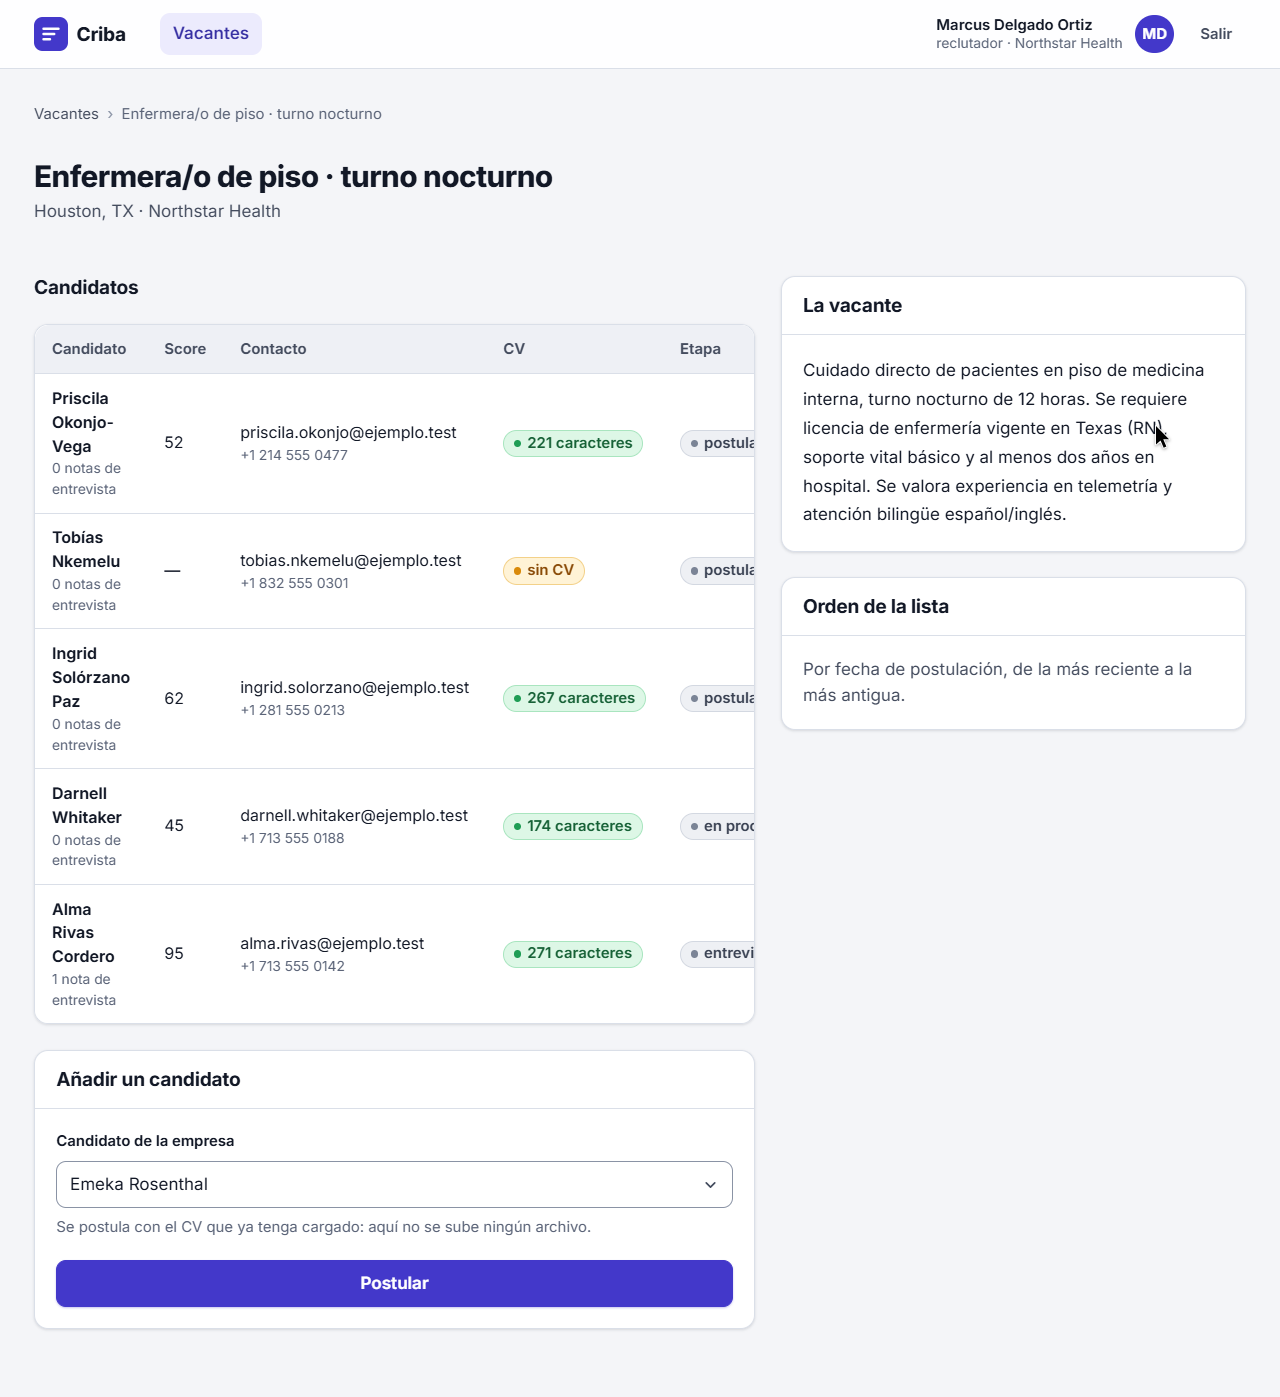 Criba
Vacantes
Marcus Delgado Ortiz
reclutador · Northstar Health
MD
Salir
Vacantes › Enfermera/o de piso · turno nocturno
Enfermera/o de piso · turno nocturno
Houston, TX · Northstar Health
Candidatos
Candidato Score Contacto CV Etapa
Priscila
Okonjo-
Vega
0 notas de
entrevista
52
priscila.okonjo@ejemplo.test
+1 214 555 0477
221 caracteres
postula
Tobías
Nkemelu
0 notas de
entrevista
—
tobias.nkemelu@ejemplo.test
+1 832 555 0301
sin CV
postula
Ingrid
Solórzano
Paz
0 notas de
entrevista
62
ingrid.solorzano@ejemplo.test
+1 281 555 0213
267 caracteres
postula
Darnell
Whitaker
0 notas de
entrevista
45
darnell.whitaker@ejemplo.test
+1 713 555 0188
174 caracteres
en proc
Alma
Rivas
Cordero
1 nota de
entrevista
95
alma.rivas@ejemplo.test
+1 713 555 0142
271 caracteres
entrevi
Añadir un candidato
Candidato de la empresa
Emeka Rosenthal
Se postula con el CV que ya tenga cargado: aquí no se sube ningún archivo.
Postular
La vacante
Cuidado directo de pacientes en piso de medicina
interna, turno nocturno de 12 horas. Se requiere
licencia de enfermería vigente en Texas (RN),
soporte vital básico y al menos dos años en
hospital. Se valora experiencia en telemetría y
atención bilingüe español/inglés.
Orden de la lista
Por fecha de postulación, de la más reciente a la
más antigua.